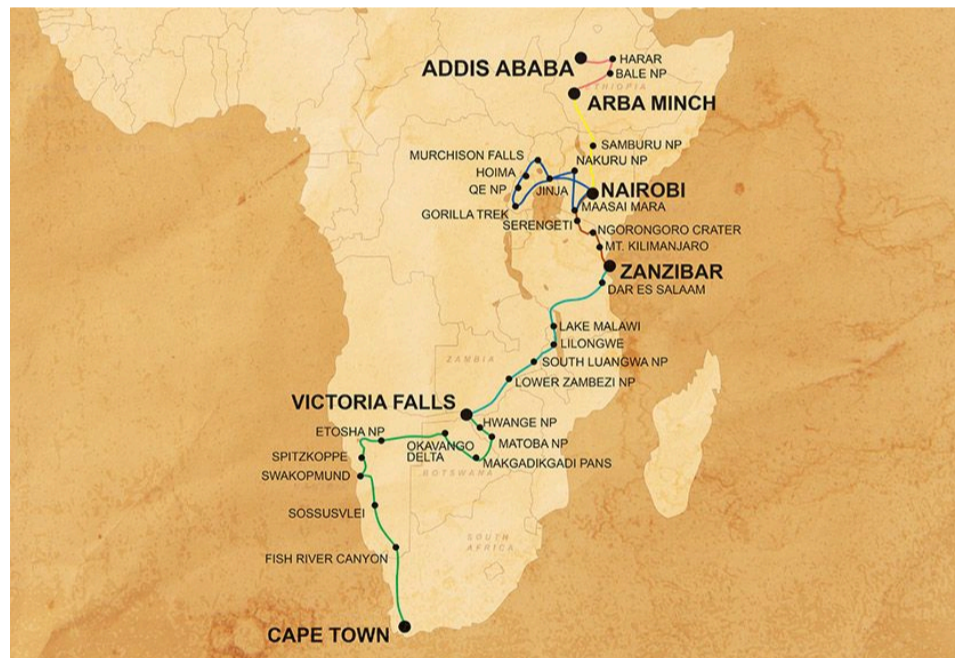 HARAR
ADDIS ABABA
BALE NP
ETHIOPIA
ARBA MINCH
SAMBURU NP
MURCHISON FALLS
NAKURU NP
HOIMA
QE NP
JINJA
NAIROBI
MAASAI MARA
GORILLA TREK
SERENGETI
NGORONGORO CRATER
MT. KILIMANJARO
ZANZIBAR
DAR ES SALAAM
LAKE MALAWI
LILONGWE
ZAMBIA
SOUTH LUANGWA NP
LOWER ZAMBEZI NP
VICTORIA FALLS
HWANGE NP
ETOSHA NP
MATOBA NP
OKAVANGO
DELTA
SPITZKOPPE
MAKGADIKGADI PANS
BOTSWANA
SWAKOPMUND
SOSSUSVLEI
SOUTH
AFRICA
FISH RIVER CANYON
CAPE TOWN